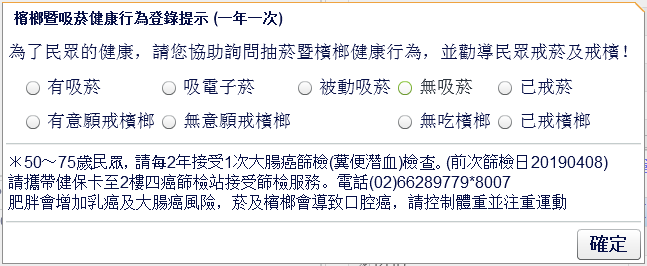 檳榔暨吸菸健康行為登錄提示 (一年一次)
為了民眾的健康，請您協助詢問抽菸暨檳榔健康行為，並勸導民眾戒菸及戒檳！
有吸菸 吸電子菸 被動吸菸 無吸菸 已戒菸
有意願戒檳榔 無意願戒檳榔 無吃檳榔 已戒檳榔
＊50～75歲民眾，請每2年接受1次大腸癌篩檢(糞便潛血)檢查。(前次篩檢日20190408)
請攜帶健保卡至2樓四癌篩檢站接受篩檢服務。電話(02)66289779*8007
肥胖會增加乳癌及大腸癌風險，菸及檳榔會導致口腔癌，請控制體重並注重運動
確定